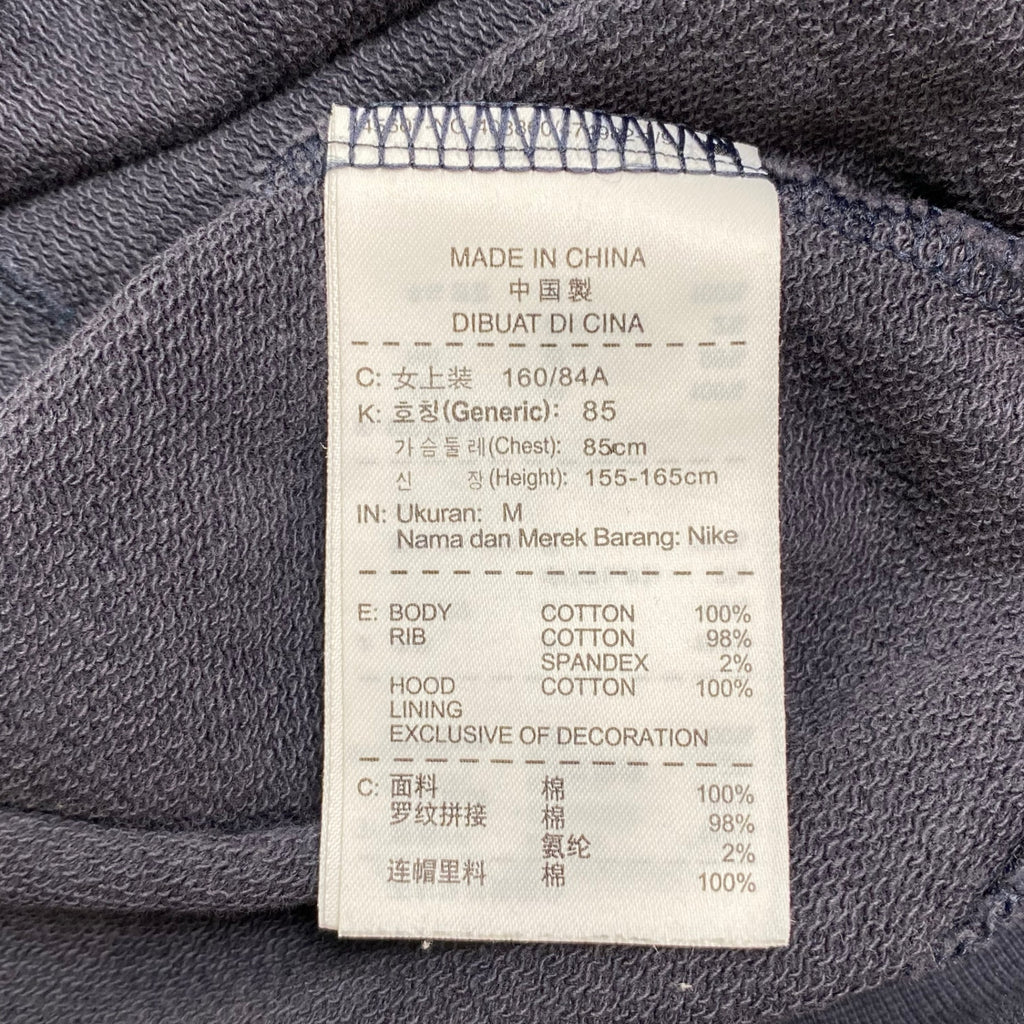 MADE IN CHINA
中国製
DIBUAT DI CINA
C: 女上装 160/84A
K: 호칭(Generic): 85
가슴둘레(Chest): 85cm
신 장(Height): 155-165cm
IN: Ukuran: M
Nama dan Merek Barang: Nike
E: BODY COTTON 100%
RIB COTTON 98%
SPANDEX 2%
HOOD COTTON 100%
LINING
EXCLUSIVE OF DECORATION
C: 面料 棉 100%
罗纹拼接 棉 98%
氨纶 2%
连帽里料 棉 100%